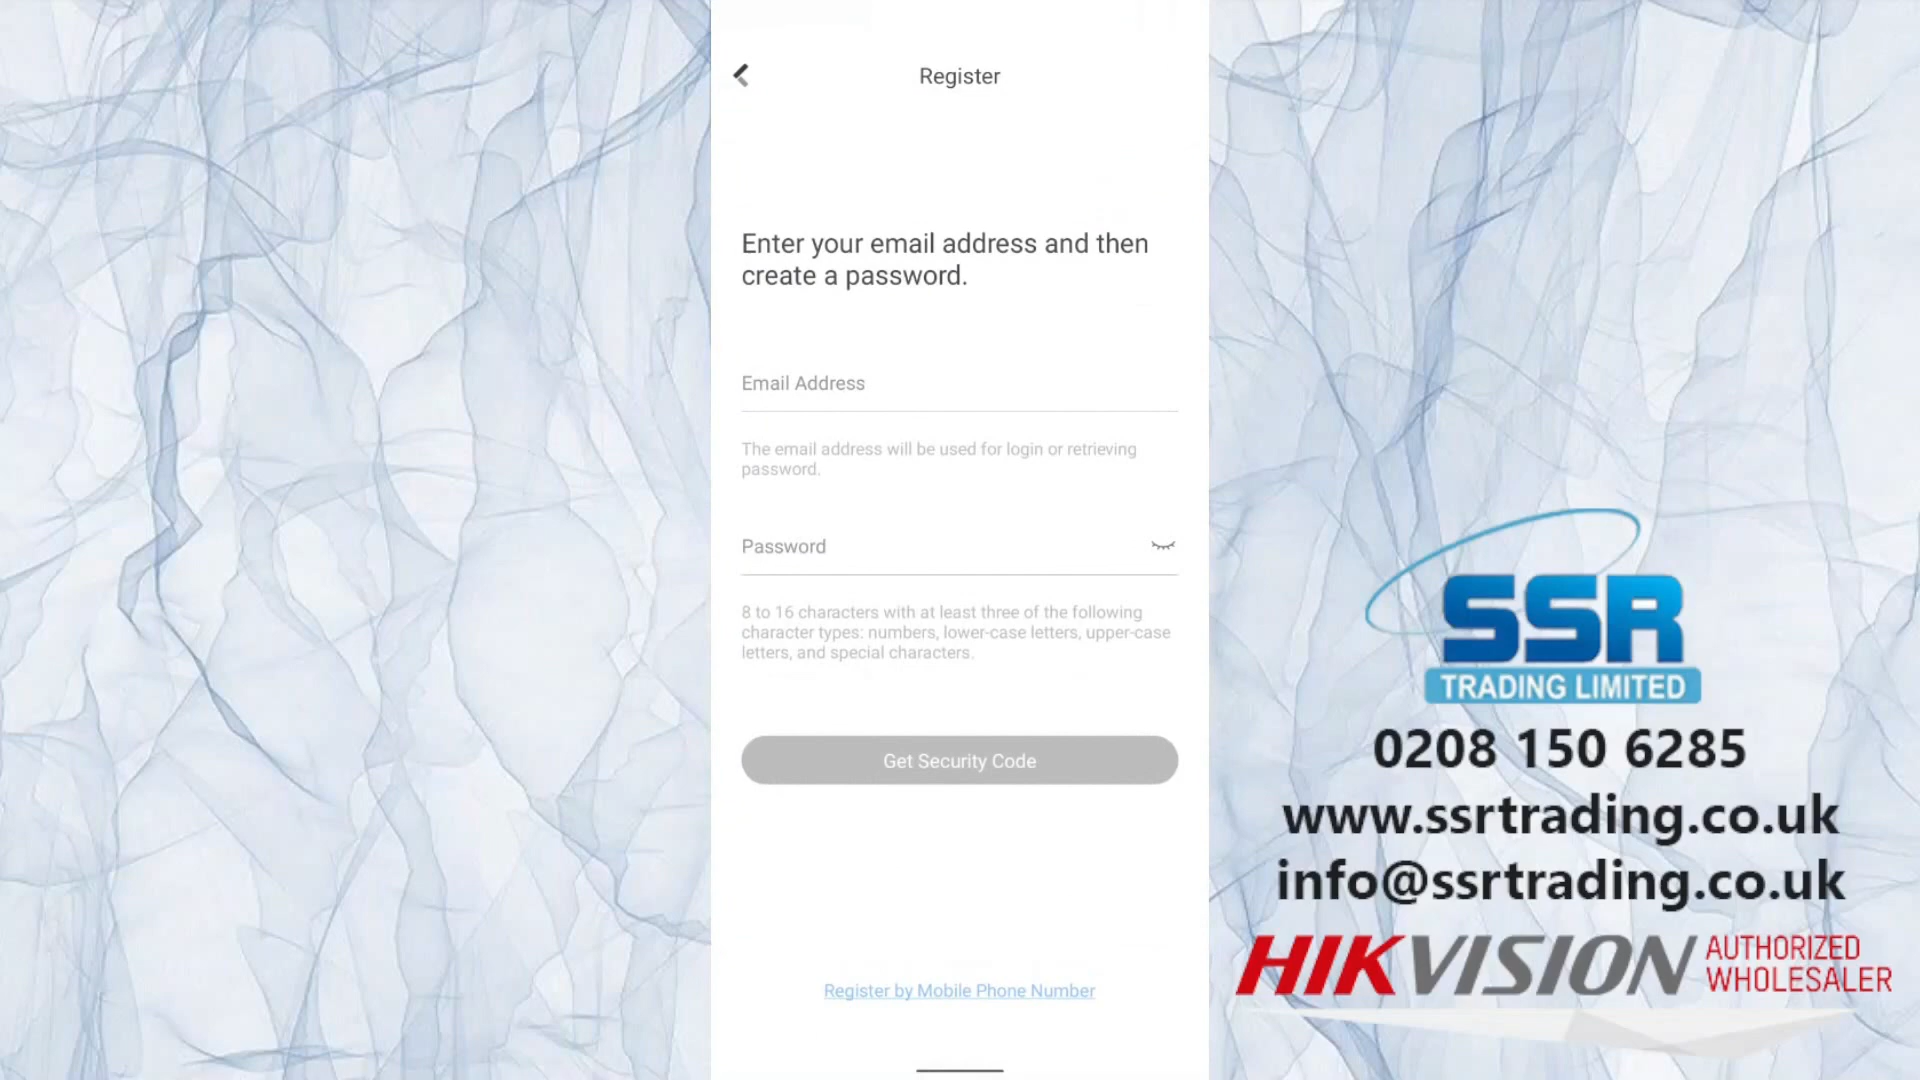 Register
Enter your email address and then
create a password.
Email Address
The email address will be used for login or retrieving
password.
Password
8 to 16 characters with at least three of the following
character types: numbers, lower-case letters, upper-case
letters, and special characters.
Get Security Code
Register by Mobile Phone Number
SSR
TRADING LIMITED
0208 150 6285
www.ssrtrading.co.uk
info@ssrtrading.co.uk
HIKVISION AUTHORIZED
WHOLESALER